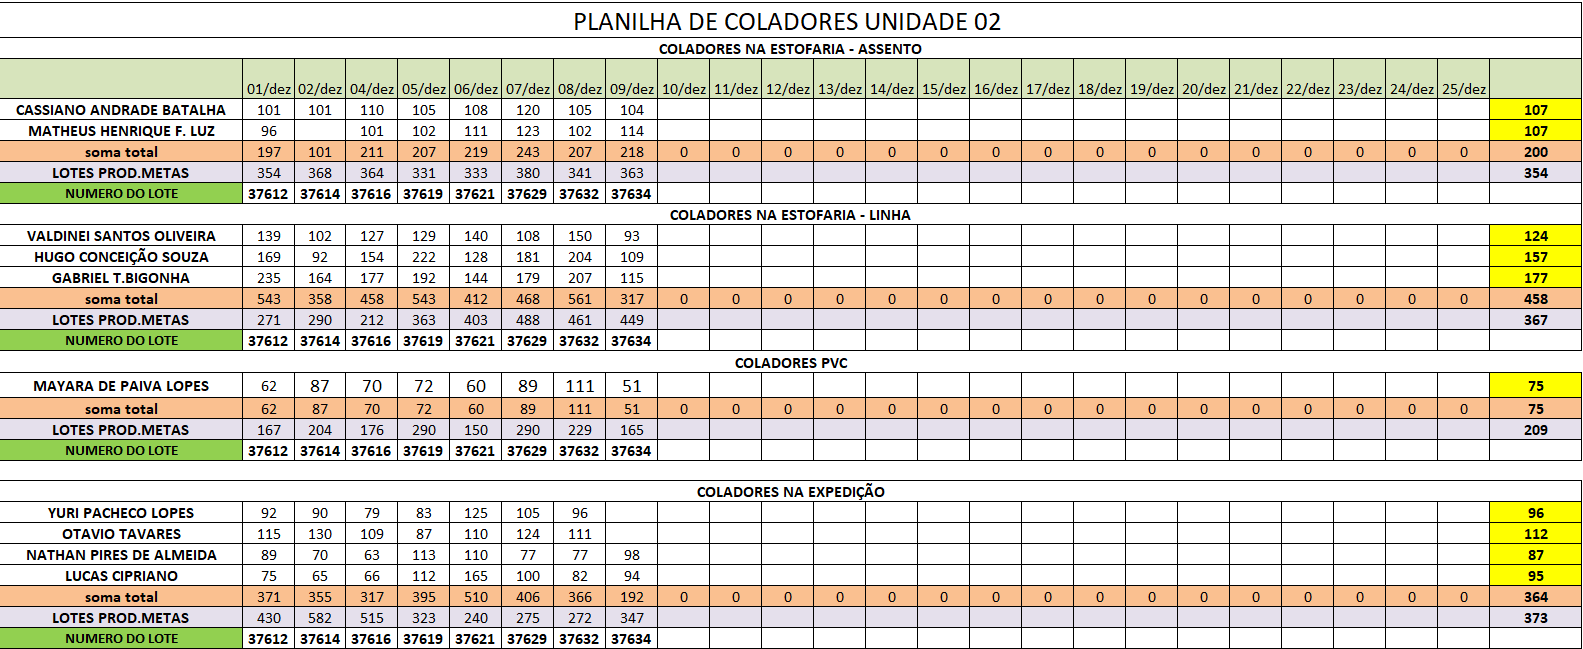 PLANILHA DE COLADORES UNIDADE 02
COLADORES NA ESTOFARIA - ASSENTO
01/dez 02/dez 04/dez 05/dez 06/dez 07/dez 08/dez 09/dez 10/dez 11/dez 12/dez 13/dez 14/dez 15/dez 16/dez 17/dez 18/dez 19/dez 20/dez 21/dez 22/dez 23/dez 24/dez 25/dez
CASSIANO ANDRADE BATALHA 101 101 110 105 108 120 105 104 107
MATHEUS HENRIQUE F. LUZ 96 101 102 111 123 102 114 107
soma total 197 101 211 207 219 243 207 218 0 0 0 0 0 0 0 0 0 0 0 0 0 0 0 0 200
LOTES PROD.METAS 354 368 364 331 333 380 341 363 354
NUMERO DO LOTE 37612 37614 37616 37619 37621 37629 37632 37634
COLADORES NA ESTOFARIA - LINHA
VALDINEI SANTOS OLIVEIRA 139 102 127 129 140 108 150 93 124
HUGO CONCEIÇÃO SOUZA 169 92 154 222 128 181 204 109 157
GABRIEL T.BIGONHA 235 164 177 192 144 179 207 115 177
soma total 543 358 458 543 412 468 561 317 0 0 0 0 0 0 0 0 0 0 0 0 0 0 0 0 458
LOTES PROD.METAS 271 290 212 363 403 488 461 449 367
NUMERO DO LOTE 37612 37614 37616 37619 37621 37629 37632 37634
COLADORES PVC
MAYARA DE PAIVA LOPES 62 87 70 72 60 89 111 51 75
soma total 62 87 70 72 60 89 111 51 0 0 0 0 0 0 0 0 0 0 0 0 0 0 0 0 75
LOTES PROD.METAS 167 204 176 290 150 290 229 165 209
NUMERO DO LOTE 37612 37614 37616 37619 37621 37629 37632 37634
COLADORES NA EXPEDIÇÃO
YURI PACHECO LOPES 92 90 79 83 125 105 96 96
OTAVIO TAVARES 115 130 109 87 110 124 111 112
NATHAN PIRES DE ALMEIDA 89 70 63 113 110 77 77 98 87
LUCAS CIPRIANO 75 65 66 112 165 100 82 94 95
soma total 371 355 317 395 510 406 366 192 0 0 0 0 0 0 0 0 0 0 0 0 0 0 0 0 364
LOTES PROD.METAS 430 582 515 323 240 275 272 347 373
NUMERO DO LOTE 37612 37614 37616 37619 37621 37629 37632 37634